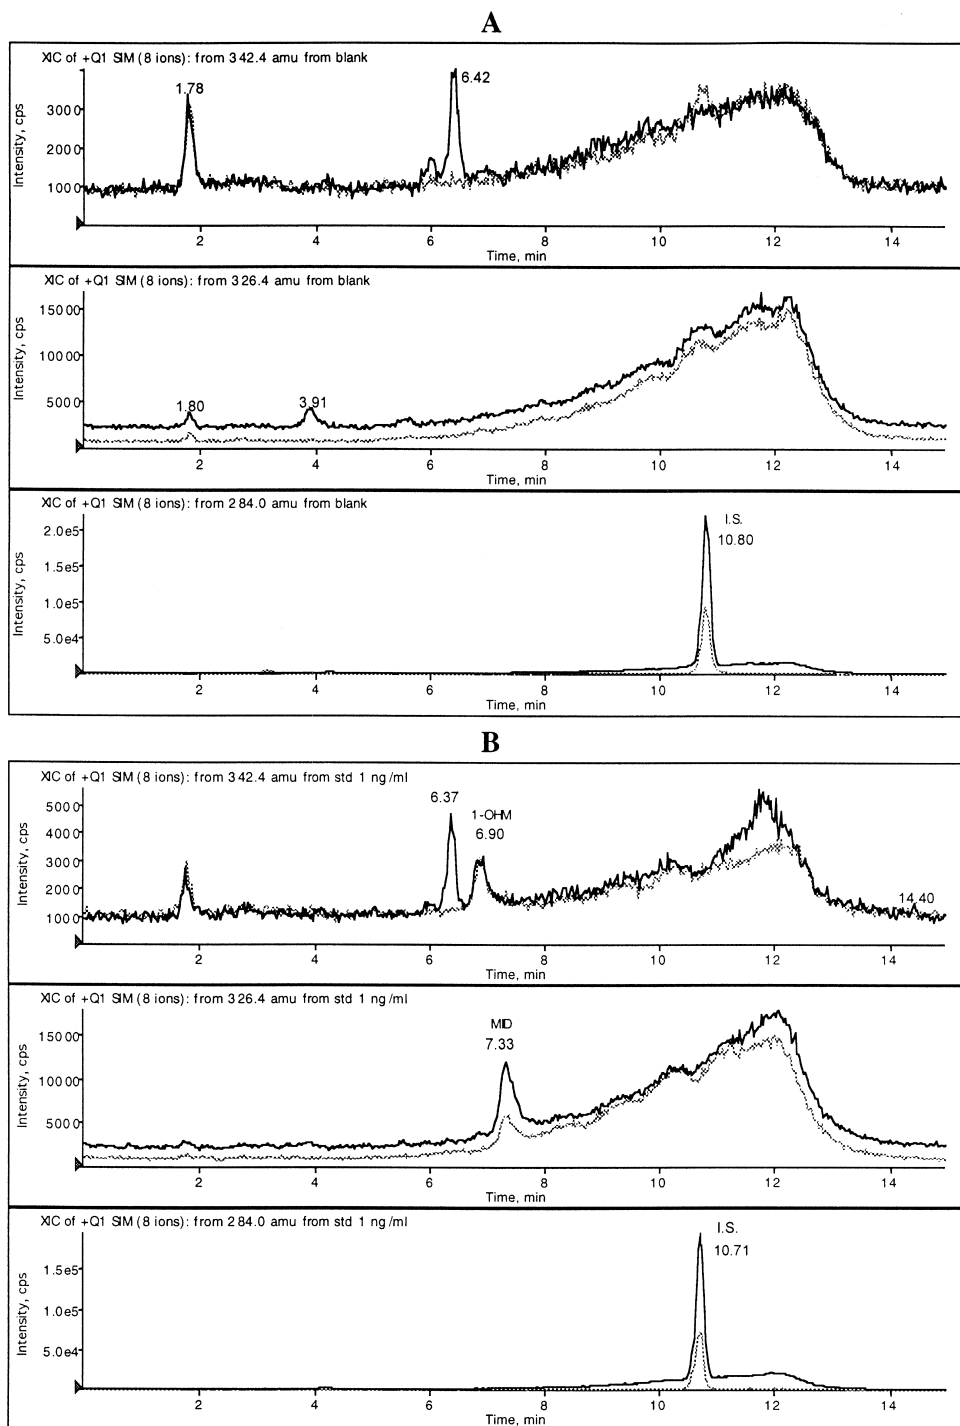 A
XIC of +Q1 SIM (8 ions): from 342.4 amu from blank
Intensity, cps
3000
2000
1000
1.78
6.42
2 4 6 8 10 12 14
Time, min
XIC of +Q1 SIM (8 ions): from 326.4 amu from blank
Intensity, cps
15000
10000
5000
1.80
3.91
2 4 6 8 10 12 14
Time, min
XIC of +Q1 SIM (8 ions): from 284.0 amu from blank
Intensity, cps
2.0e5
1.5e5
1.0e5
5.0e4
I.S.
10.80
2 4 6 8 10 12 14
Time, min
B
XIC of +Q1 SIM (8 ions): from 342.4 amu from std 1 ng/ml
Intensity, cps
5000
4000
3000
2000
1000
6.37
1-OHM
6.90
14.40
2 4 6 8 10 12 14
Time, min
XIC of +Q1 SIM (8 ions): from 326.4 amu from std 1 ng/ml
Intensity, cps
15000
10000
5000
MID
7.33
2 4 6 8 10 12 14
Time, min
XIC of +Q1 SIM (8 ions): from 284.0 amu from std 1 ng/ml
Intensity, cps
1.5e5
1.0e5
5.0e4
I.S.
10.71
2 4 6 8 10 12 14
Time, min